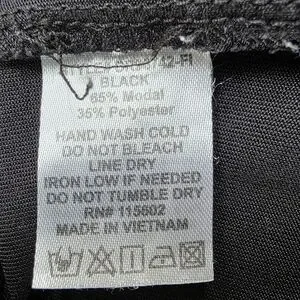 BLACK
65% Modal
35% Polyester
HAND WASH COLD
DO NOT BLEACH
LINE DRY
IRON LOW IF NEEDED
DO NOT TUMBLE DRY
RN# 115602
MADE IN VIETNAM